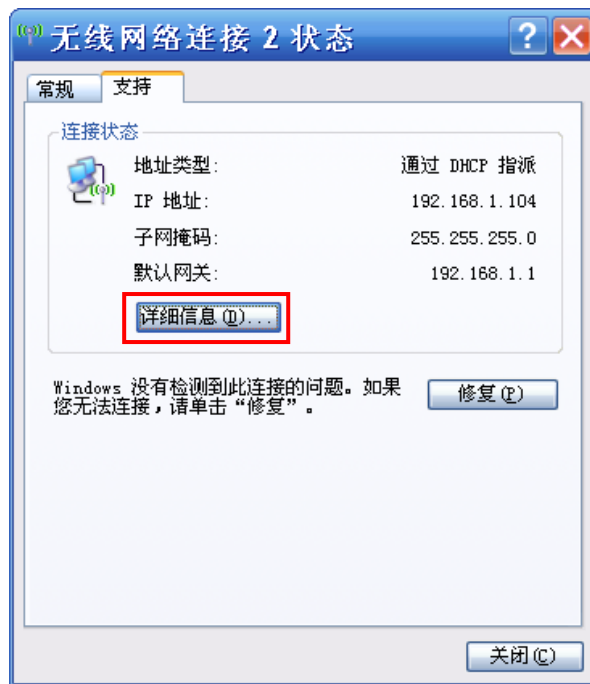 无线网络连接 2 状态
常规 支持
连接状态
地址类型: 通过 DHCP 指派
IP 地址: 192.168.1.104
子网掩码: 255.255.255.0
默认网关: 192.168.1.1
详细信息(D)...
Windows 没有检测到此连接的问题。如果
您无法连接，请单击“修复”。
修复(P)
关闭(C)